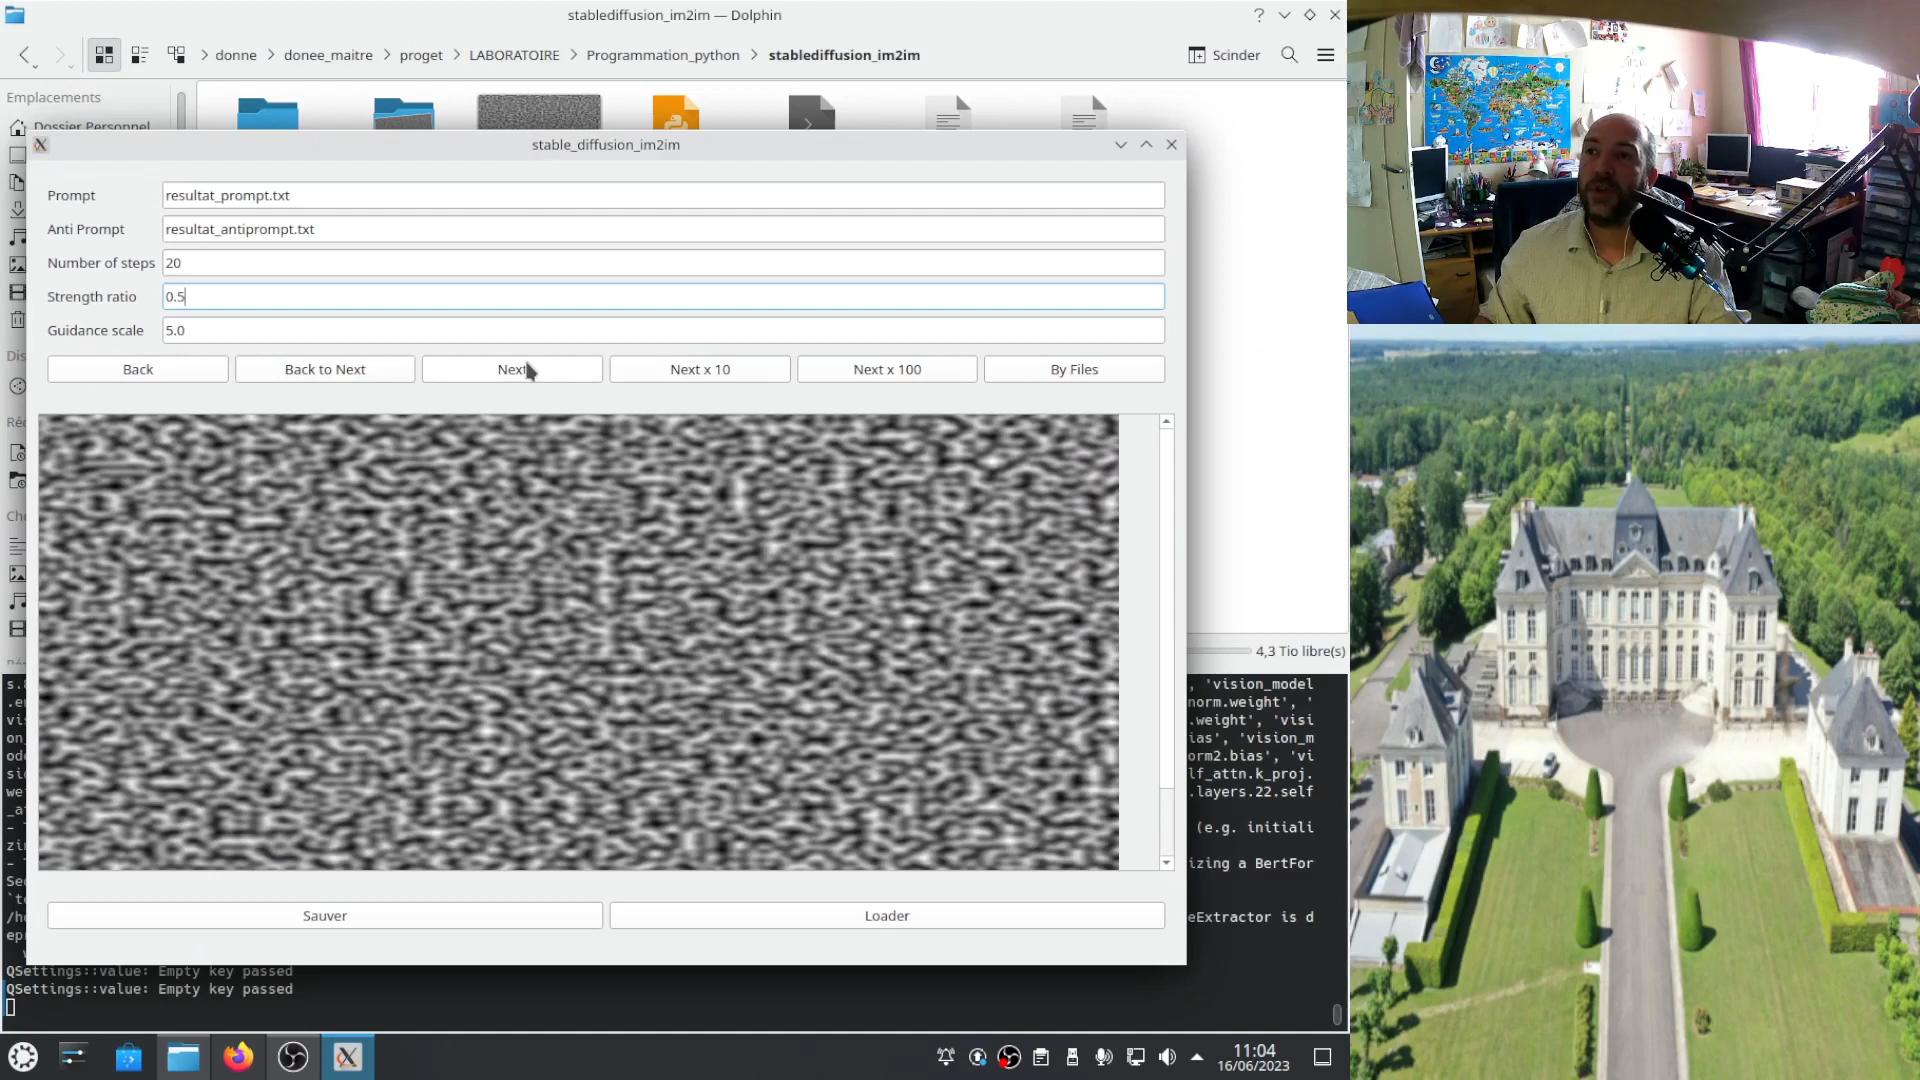 stablediffusion_im2im — Dolphin
> donne > donee_maitre > proget > LABORATOIRE > Programmation_python > stablediffusion_im2im
Scinder
Emplacements
Dossier Personnel
stable_diffusion_im2im
Prompt resultat_prompt.txt
Anti Prompt resultat_antiprompt.txt
Number of steps 20
Strength ratio 0.5
Guidance scale 5.0
Back Back to Next Next Next x 10 Next x 100 By Files
4,3 Tio libre(s)
, 'vision_model
norm.weight', '
.weight', 'visi
ias', 'vision_m
orm2.bias', 'vi
lf_attn.k_proj.
.layers.22.self
(e.g. initiali
izing a BertFor
eExtractor is d
Sauver Loader
QSettings::value: Empty key passed
QSettings::value: Empty key passed
11:04
16/06/2023